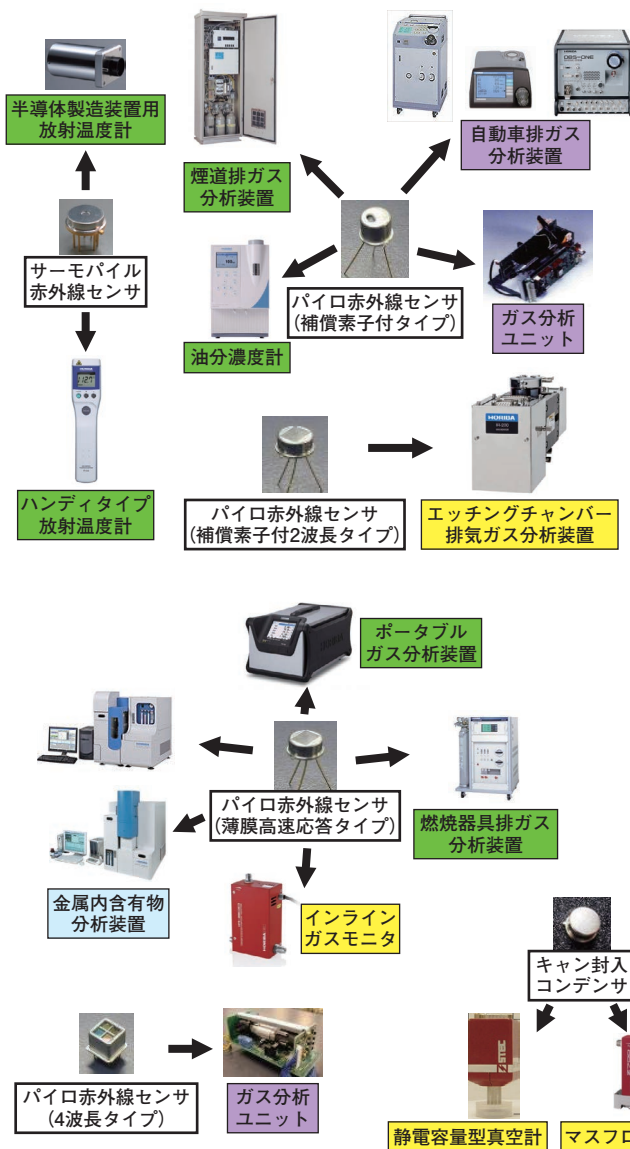 半導体製造装置用
放射温度計
煙道排ガス
分析装置
自動車排ガス
分析装置
サーモパイル
赤外線センサ
パイロ赤外線センサ
(補償素子付タイプ)
ガス分析
ユニット
油分濃度計
HORIBA
ハンディタイプ
放射温度計
パイロ赤外線センサ
(補償素子付2波長タイプ)
エッチングチャンバー
排気ガス分析装置
ポータブル
ガス分析装置
パイロ赤外線センサ
(薄膜高速応答タイプ)
燃焼器具排ガス
分析装置
金属内含有物
分析装置
HORIBA
インライン
ガスモニタ
キャン封入
コンデンサ
パイロ赤外線センサ
(4波長タイプ)
ガス分析
ユニット
STEC
静電容量型真空計
マスフロ